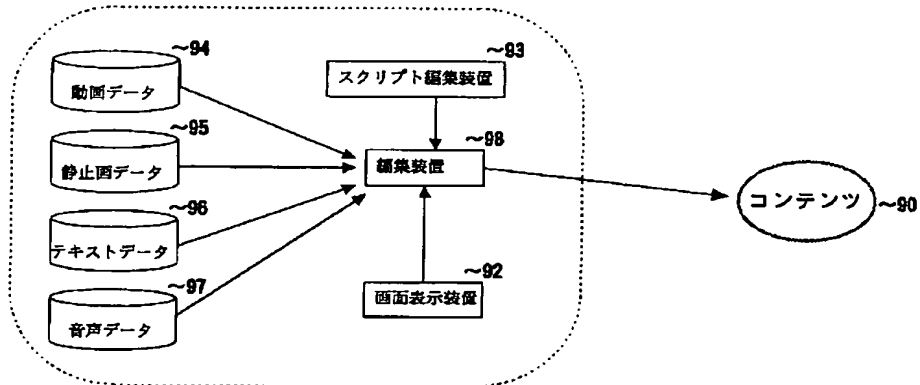 ~94
動画データ
~95
静止画データ
~96
テキストデータ
~97
音声データ
~93
スクリプト編集装置
~98
編集装置
~92
画面表示装置
コンテンツ ~90